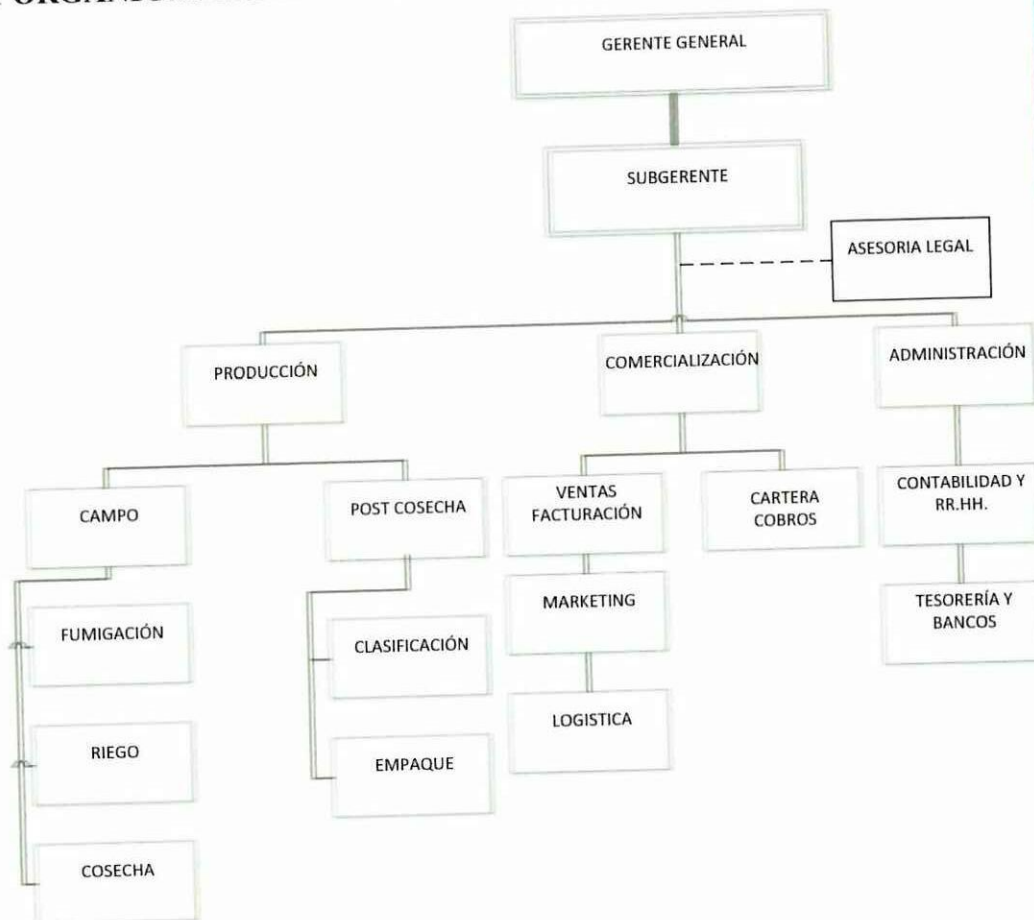 GERENTE GENERAL
SUBGERENTE
ASESORIA LEGAL
PRODUCCIÓN
COMERCIALIZACIÓN
ADMINISTRACIÓN
CAMPO
POST COSECHA
VENTAS
FACTURACIÓN
CARTERA
COBROS
CONTABILIDAD Y
RR.HH.
FUMIGACIÓN
CLASIFICACIÓN
MARKETING
TESORERÍA Y
BANCOS
RIEGO
EMPAQUE
LOGISTICA
COSECHA